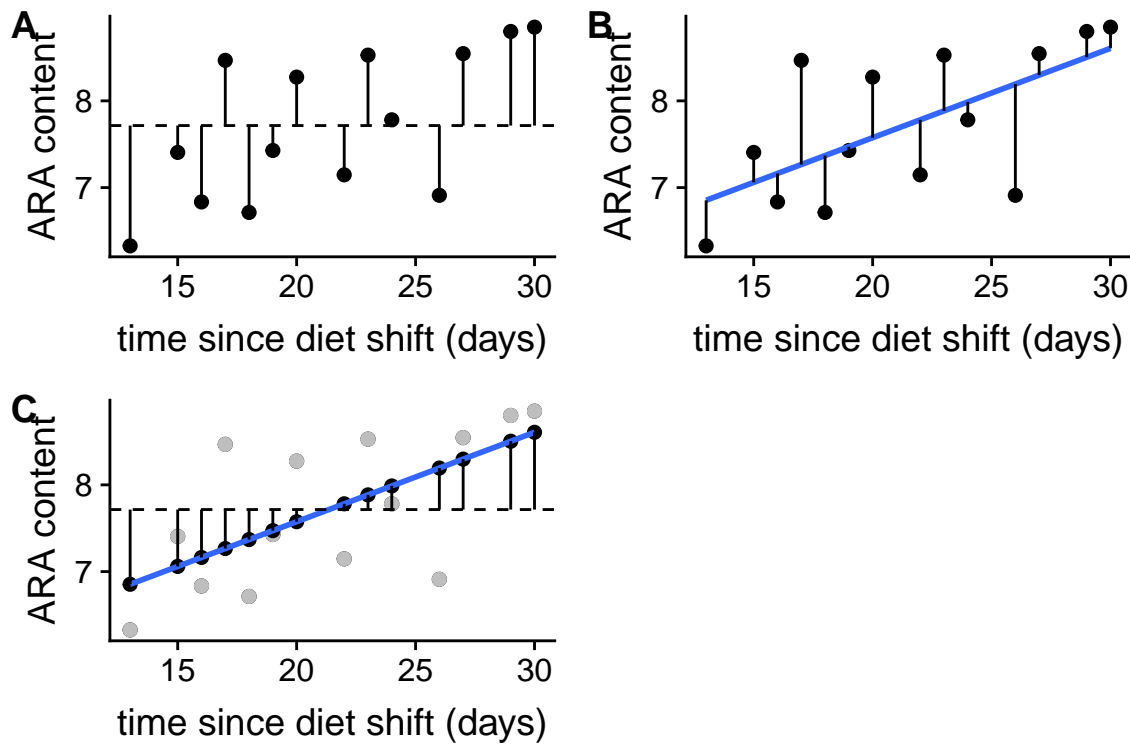 A
ARA content
8
7
15 20 25 30
time since diet shift (days)
B
ARA content
8
7
15 20 25 30
time since diet shift (days)
C
ARA content
8
7
15 20 25 30
time since diet shift (days)